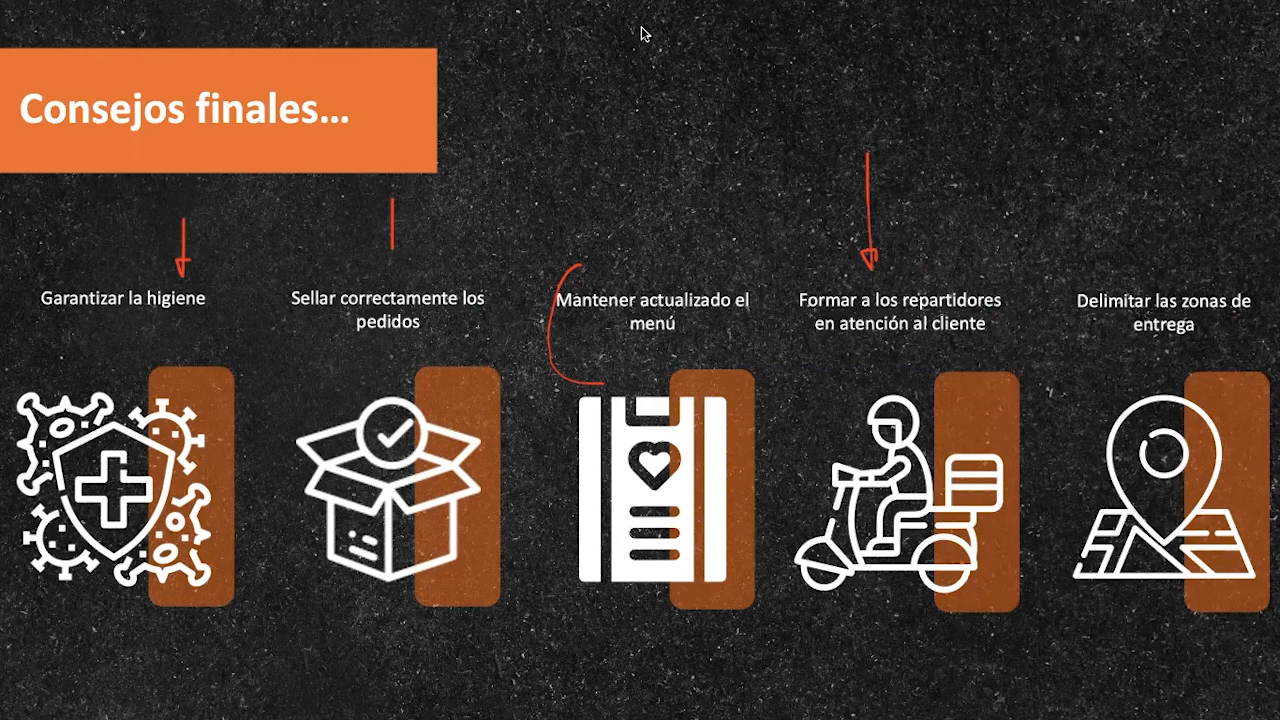 Consejos finales...
Garantizar la higiene
Sellar correctamente los
pedidos
Mantener actualizado el
menú
Formar a los repartidores
en atención al cliente
Delimitar las zonas de
entrega